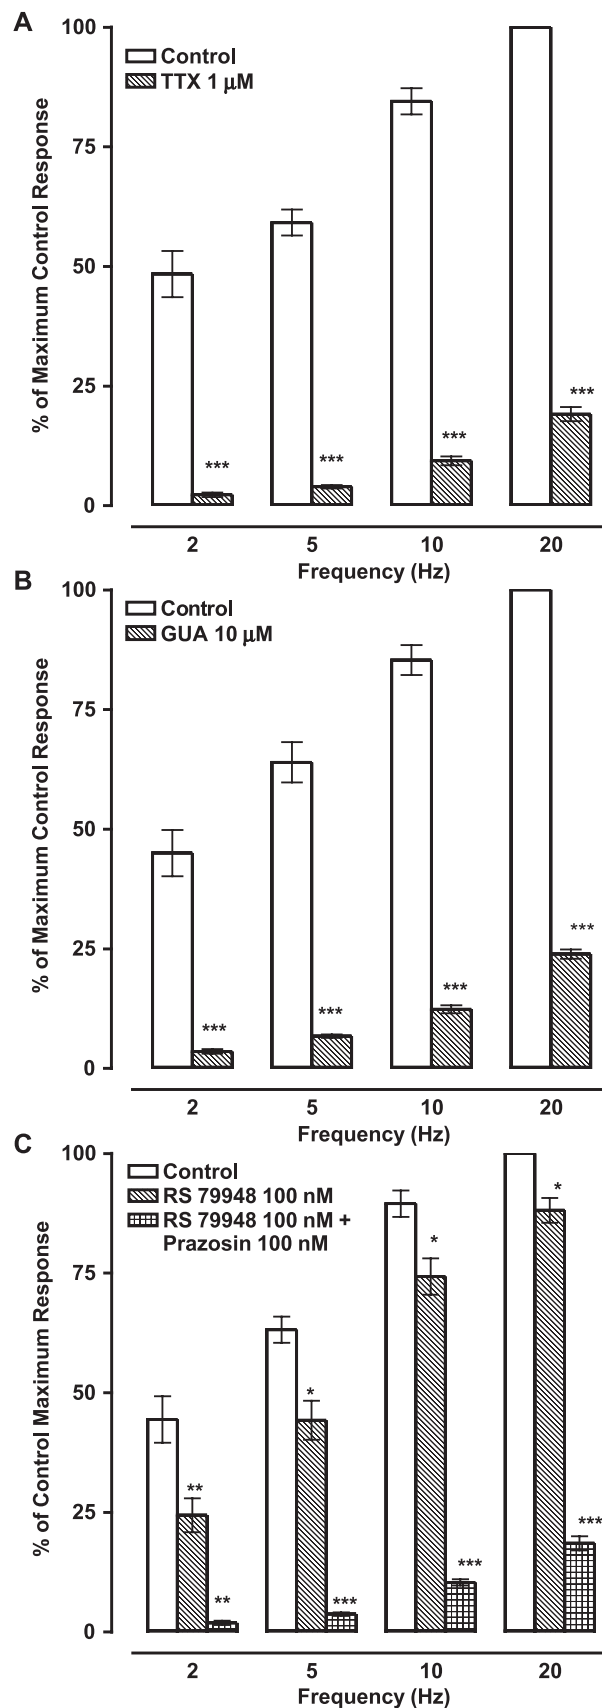 A
% of Maximum Control Response
100
75
50
25
0
Control
TTX 1 μM
***
***
***
***
2 5 10 20
Frequency (Hz)
B
% of Maximum Control Response
100
75
50
25
0
Control
GUA 10 μM
***
***
***
***
2 5 10 20
Frequency (Hz)
C
% of Control Maximum Response
100
75
50
25
0
Control
RS 79948 100 nM
RS 79948 100 nM +
Prazosin 100 nM
**
**
*
***
*
***
*
***
2 5 10 20
Frequency (Hz)